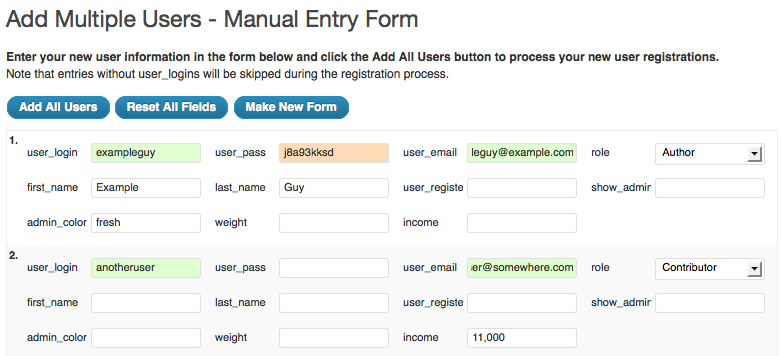 Add Multiple Users - Manual Entry Form
Enter your new user information in the form below and click the Add All Users button to process your new user registrations.
Note that entries without user_logins will be skipped during the registration process.
Add All Users Reset All Fields Make New Form
1.
user_login exampleguy user_pass j8a93kksd user_email leguy@example.com role Author
first_name Example last_name Guy user_registe show_admin
admin_color fresh weight income
2.
user_login anotheruser user_pass user_email er@somewhere.com role Contributor
first_name last_name user_registe show_admin
admin_color weight income 11,000